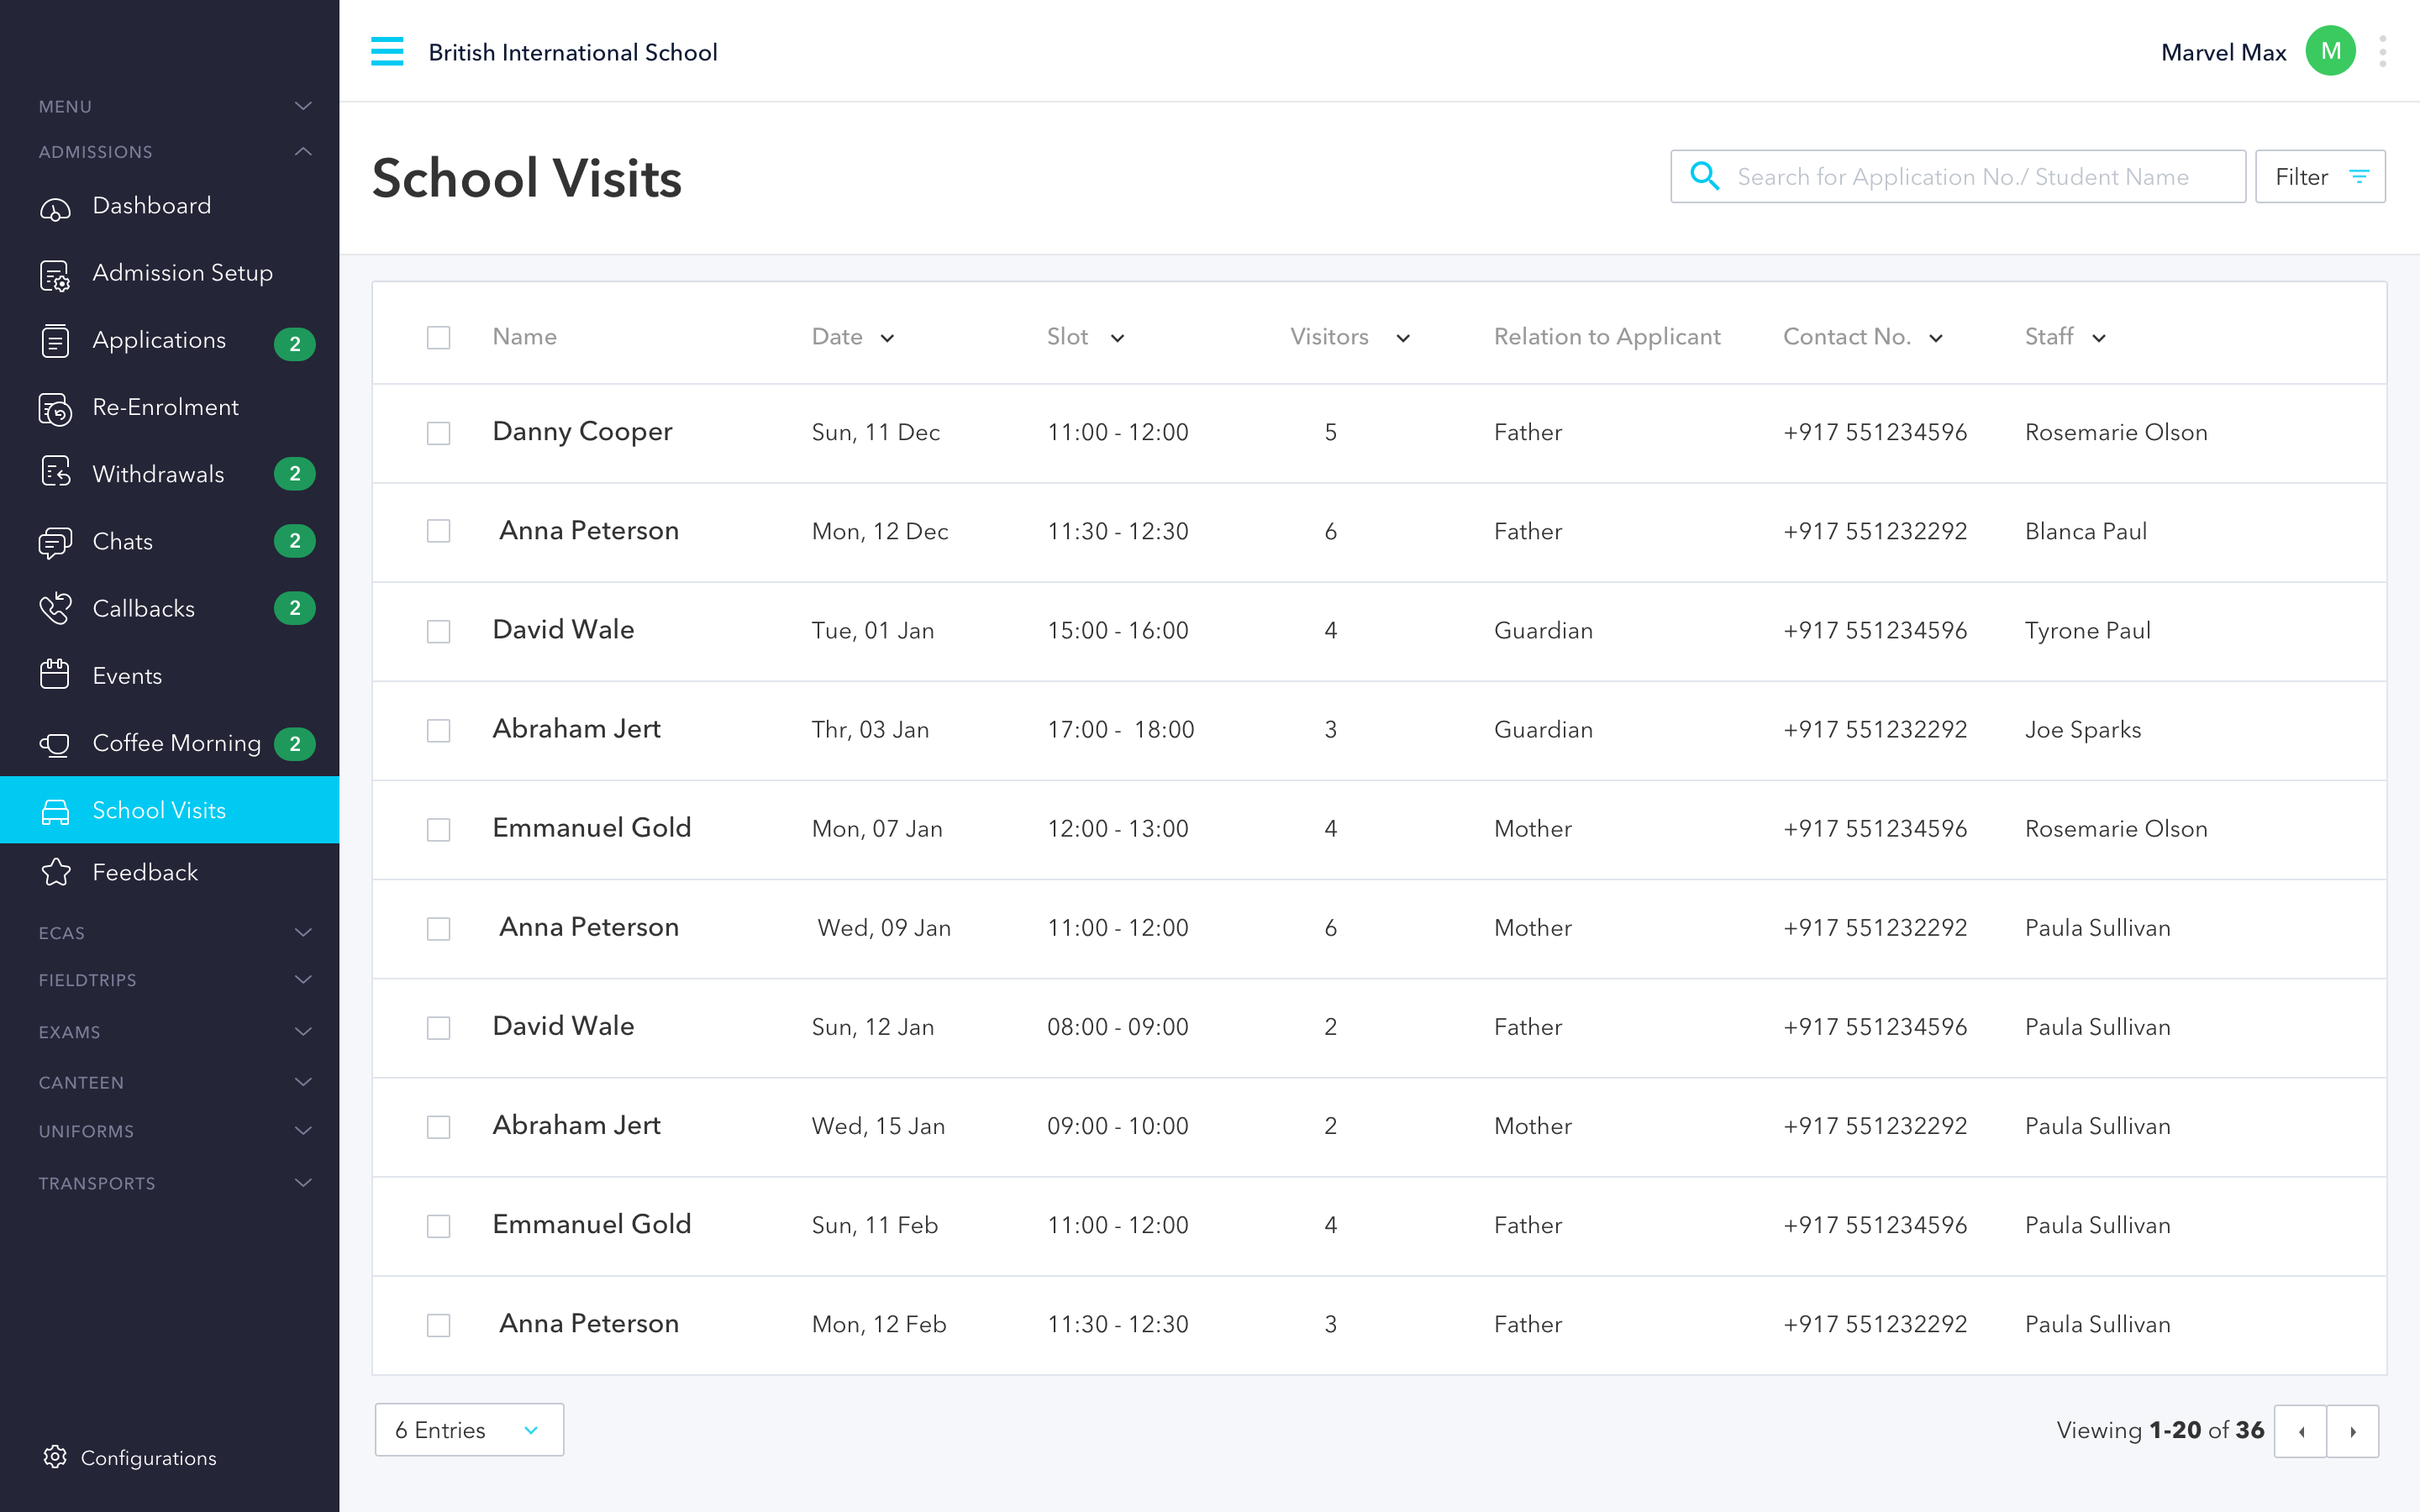 British International School
Marvel Max
M
MENU
ADMISSIONS
Dashboard
Admission Setup
Applications 2
Re-Enrolment
Withdrawals 2
Chats 2
Callbacks 2
Events
Coffee Morning 2
School Visits
Feedback
ECAS
FIELDTRIPS
EXAMS
CANTEEN
UNIFORMS
TRANSPORTS
Configurations
School Visits
Search for Application No./ Student Name
Filter
Name Date Slot Visitors Relation to Applicant Contact No. Staff
Danny Cooper Sun, 11 Dec 11:00 - 12:00 5 Father +917 551234596 Rosemarie Olson
Anna Peterson Mon, 12 Dec 11:30 - 12:30 6 Father +917 551232292 Blanca Paul
David Wale Tue, 01 Jan 15:00 - 16:00 4 Guardian +917 551234596 Tyrone Paul
Abraham Jert Thr, 03 Jan 17:00 - 18:00 3 Guardian +917 551232292 Joe Sparks
Emmanuel Gold Mon, 07 Jan 12:00 - 13:00 4 Mother +917 551234596 Rosemarie Olson
Anna Peterson Wed, 09 Jan 11:00 - 12:00 6 Mother +917 551232292 Paula Sullivan
David Wale Sun, 12 Jan 08:00 - 09:00 2 Father +917 551234596 Paula Sullivan
Abraham Jert Wed, 15 Jan 09:00 - 10:00 2 Mother +917 551232292 Paula Sullivan
Emmanuel Gold Sun, 11 Feb 11:00 - 12:00 4 Father +917 551234596 Paula Sullivan
Anna Peterson Mon, 12 Feb 11:30 - 12:30 3 Father +917 551232292 Paula Sullivan
6 Entries
Viewing 1-20 of 36